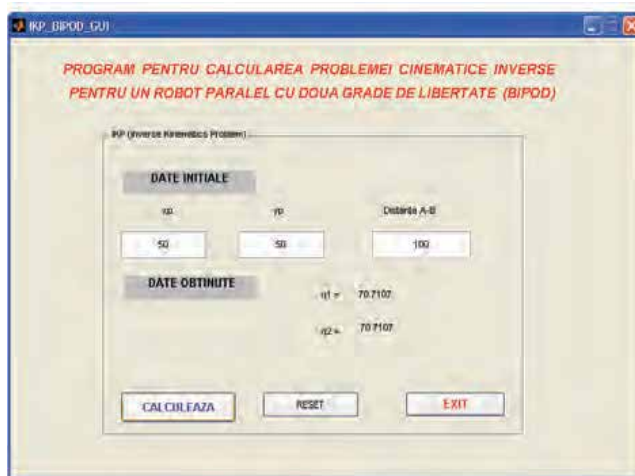 IKP_BIPOD_GUI
PROGRAM PENTRU CALCULAREA PROBLEMEI CINEMATICE INVERSE
PENTRU UN ROBOT PARALEL CU DOUA GRADE DE LIBERTATE (BIPOD)
IKP (Inverse Kinematics Problem)
DATE INITIALE
xp yp Distanta A-B
50 50 100
DATE OBTINUTE
q1 = 70.7107
q2 = 70.7107
CALCULEAZA RESET EXIT